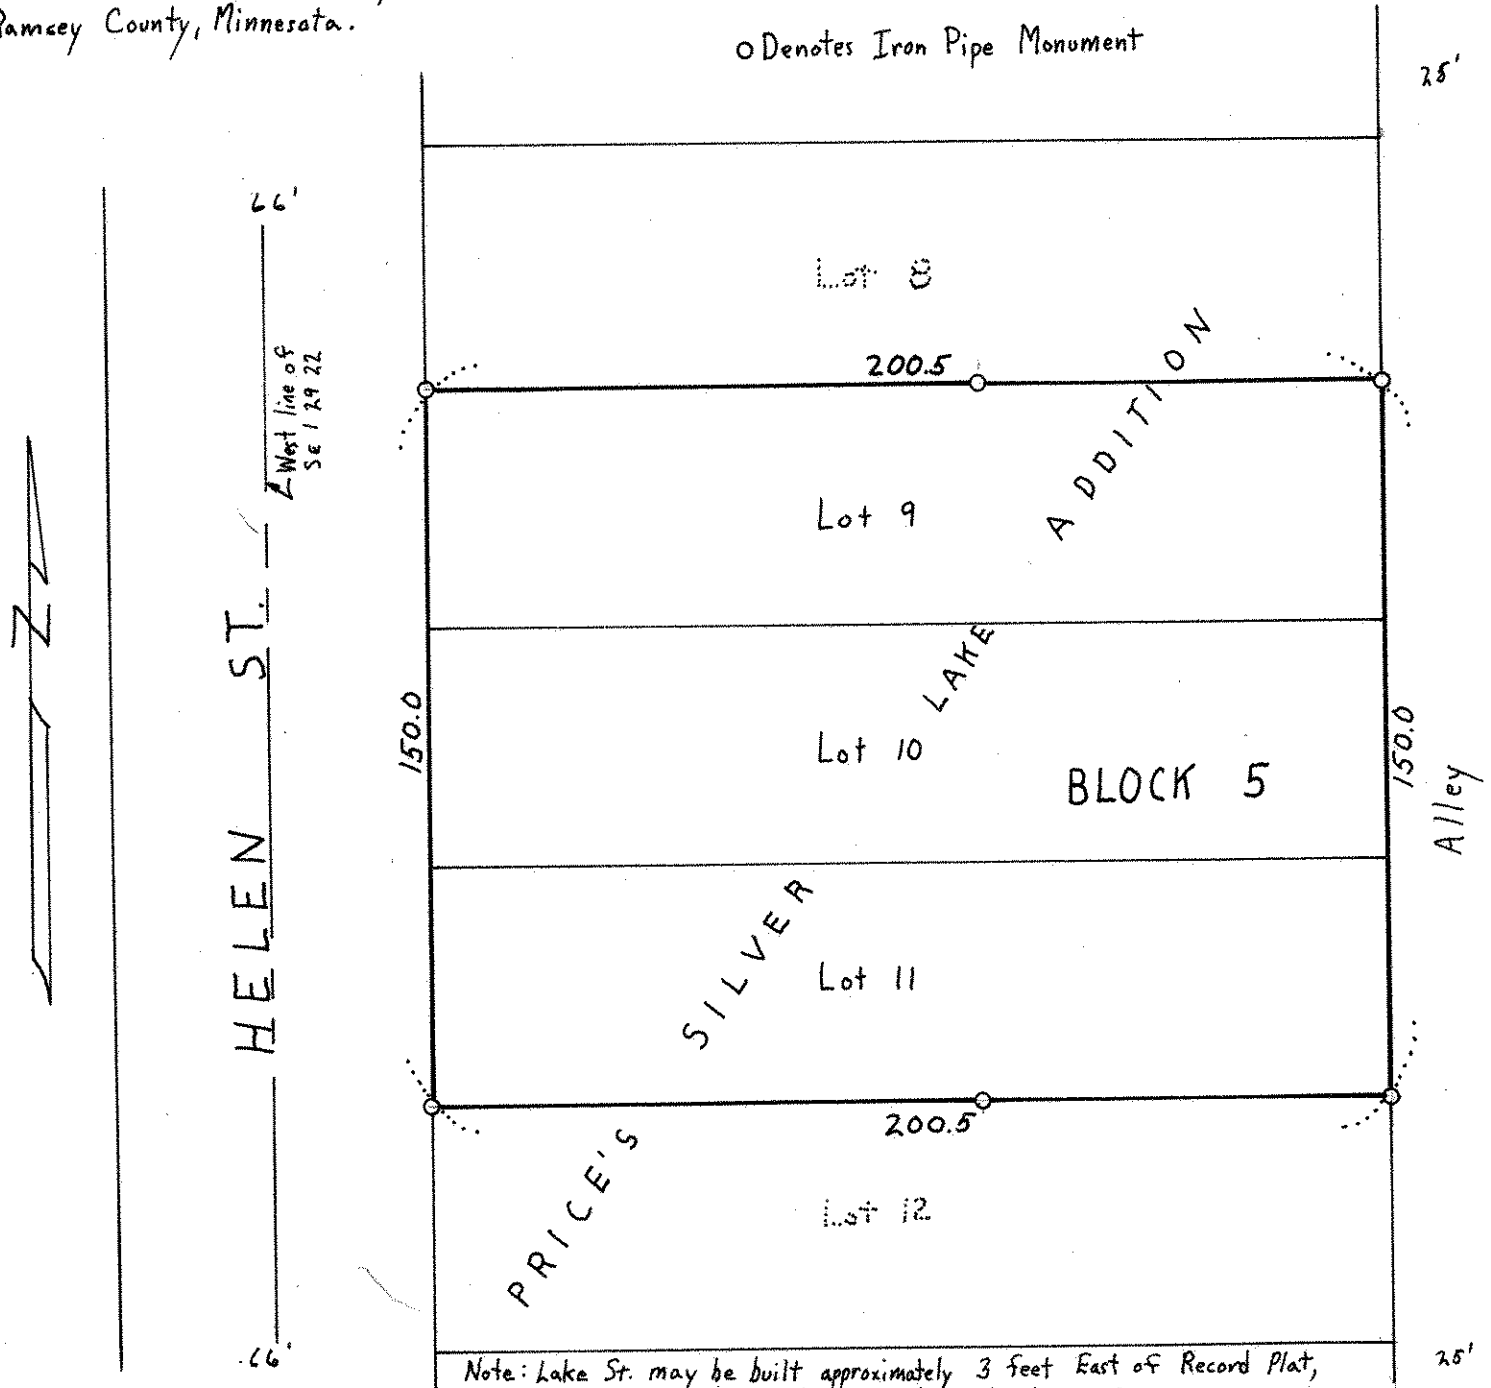 Ramsey County, Minnesota.
o Denotes Iron Pipe Monument
25'
66'
Lot 8
West line of
SE 1 29 22
200.5
PRICE'S SILVER LAKE ADDITION
Lot 9
N
HELEN ST.
150.0
Lot 10
BLOCK 5
150.0
Alley
Lot 11
200.5
Lot 12
66'
25'
Note: Lake St. may be built approximately 3 feet East of Record Plat,